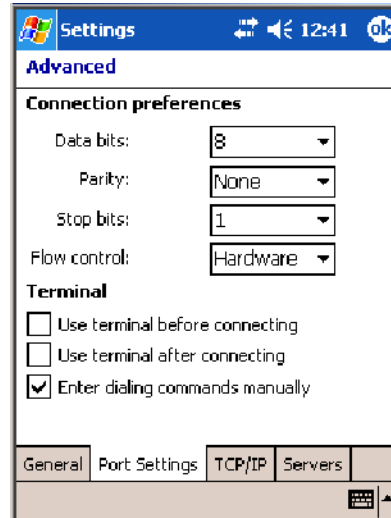 Settings 12:41 ok
Advanced
Connection preferences
Data bits: 8
Parity: None
Stop bits: 1
Flow control: Hardware
Terminal
Use terminal before connecting
Use terminal after connecting
Enter dialing commands manually
General Port Settings TCP/IP Servers